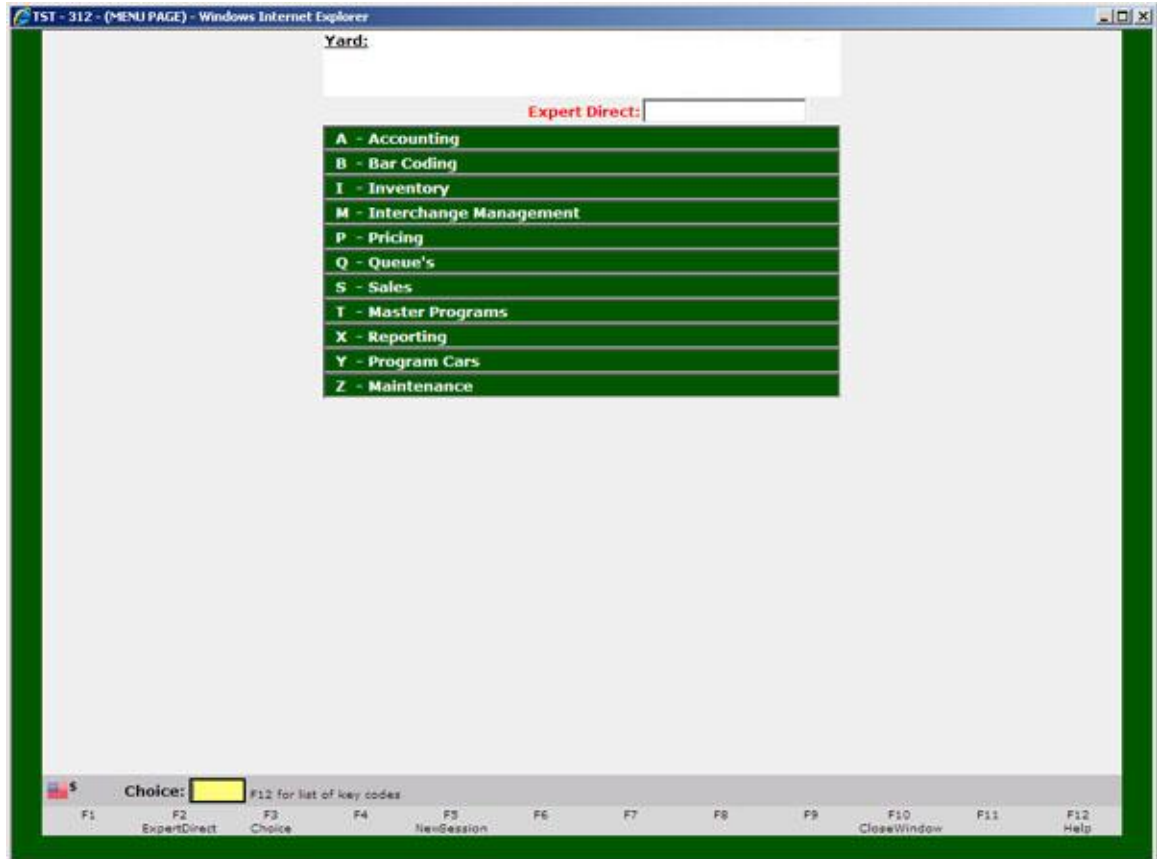 TST - 312 - (MENU PAGE) - Windows Internet Explorer
Yard:
Expert Direct:
A - Accounting
B - Bar Coding
I - Inventory
M - Interchange Management
P - Pricing
Q - Queue's
S - Sales
T - Master Programs
X - Reporting
Y - Program Cars
Z - Maintenance
$ Choice: F12 for list of key codes
F1 F2 F3 F4 F5 F6 F7 F8 F9 F10 F11 F12
ExpertDirect Choice NewSession CloseWindow Help